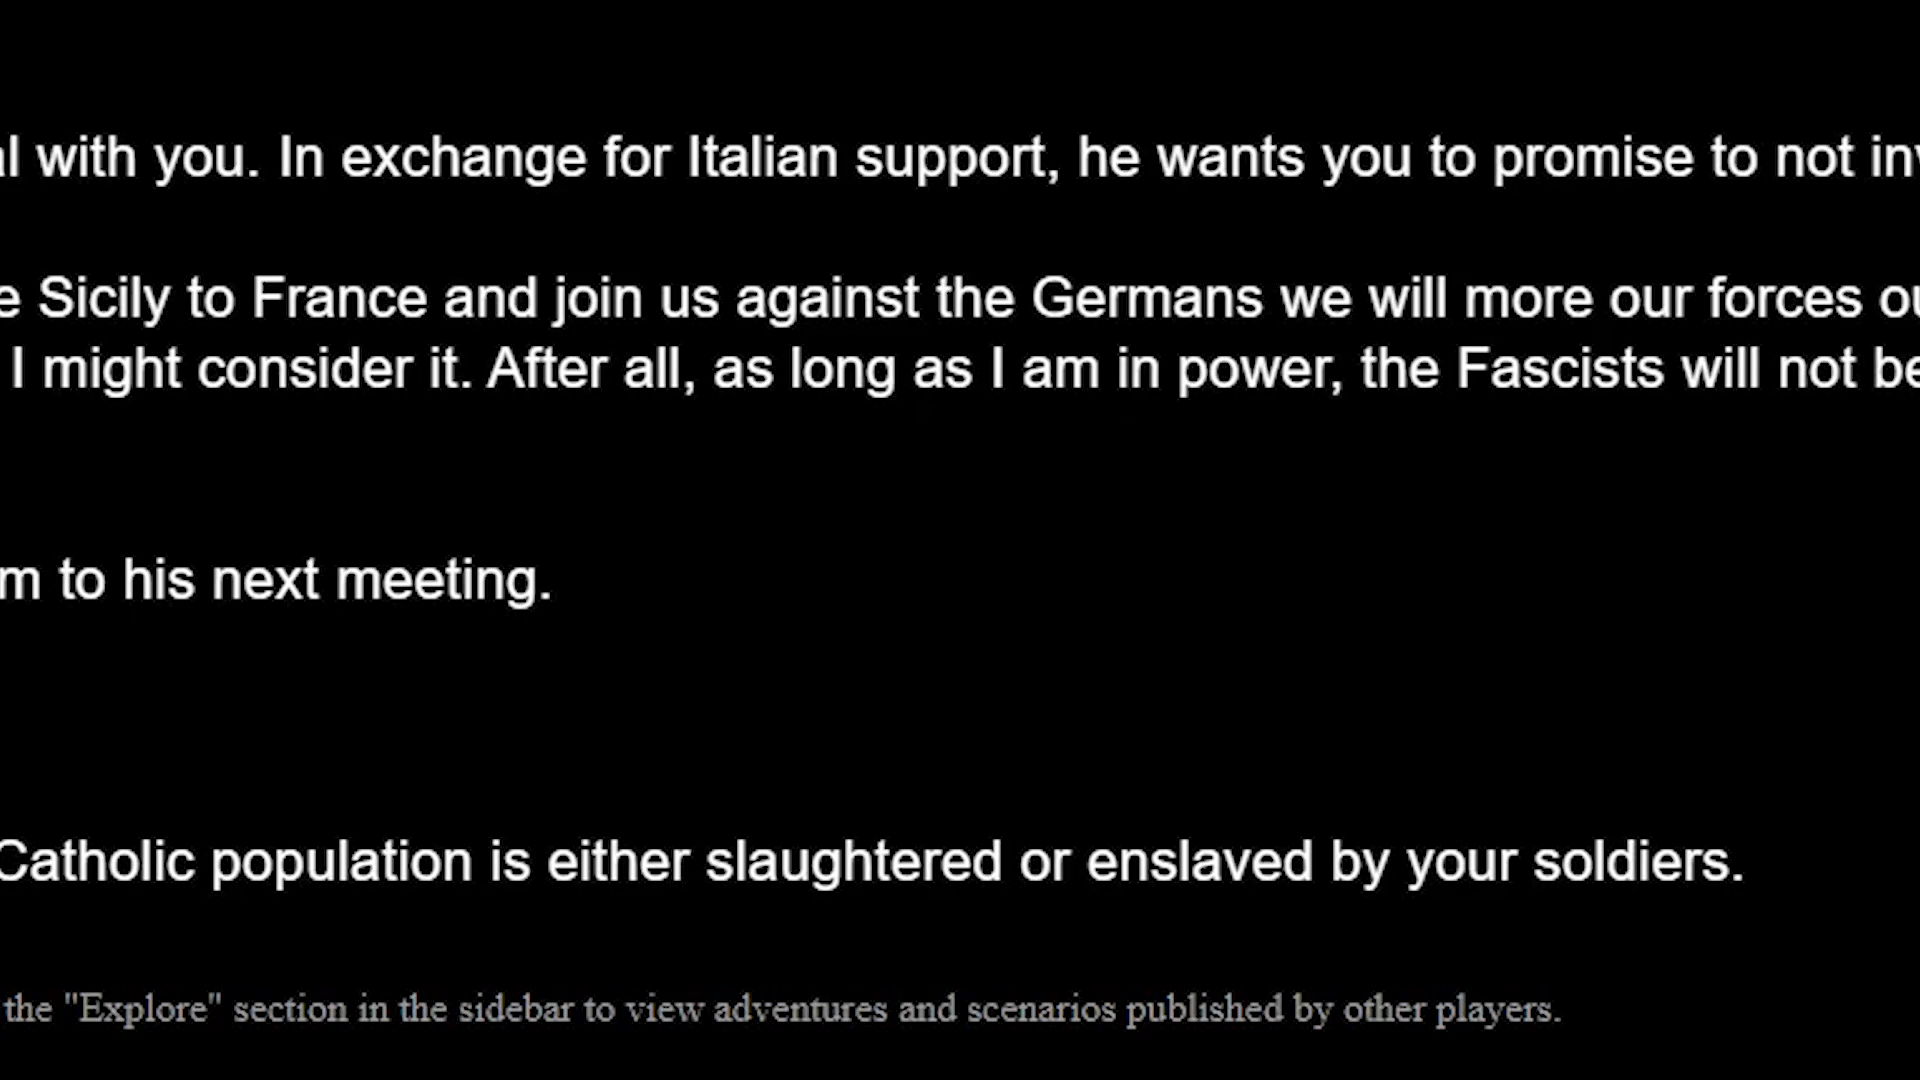 al with you. In exchange for Italian support, he wants you to promise to not inv
e Sicily to France and join us against the Germans we will more our forces ou
I might consider it. After all, as long as I am in power, the Fascists will not be
m to his next meeting.
Catholic population is either slaughtered or enslaved by your soldiers.
the "Explore" section in the sidebar to view adventures and scenarios published by other players.